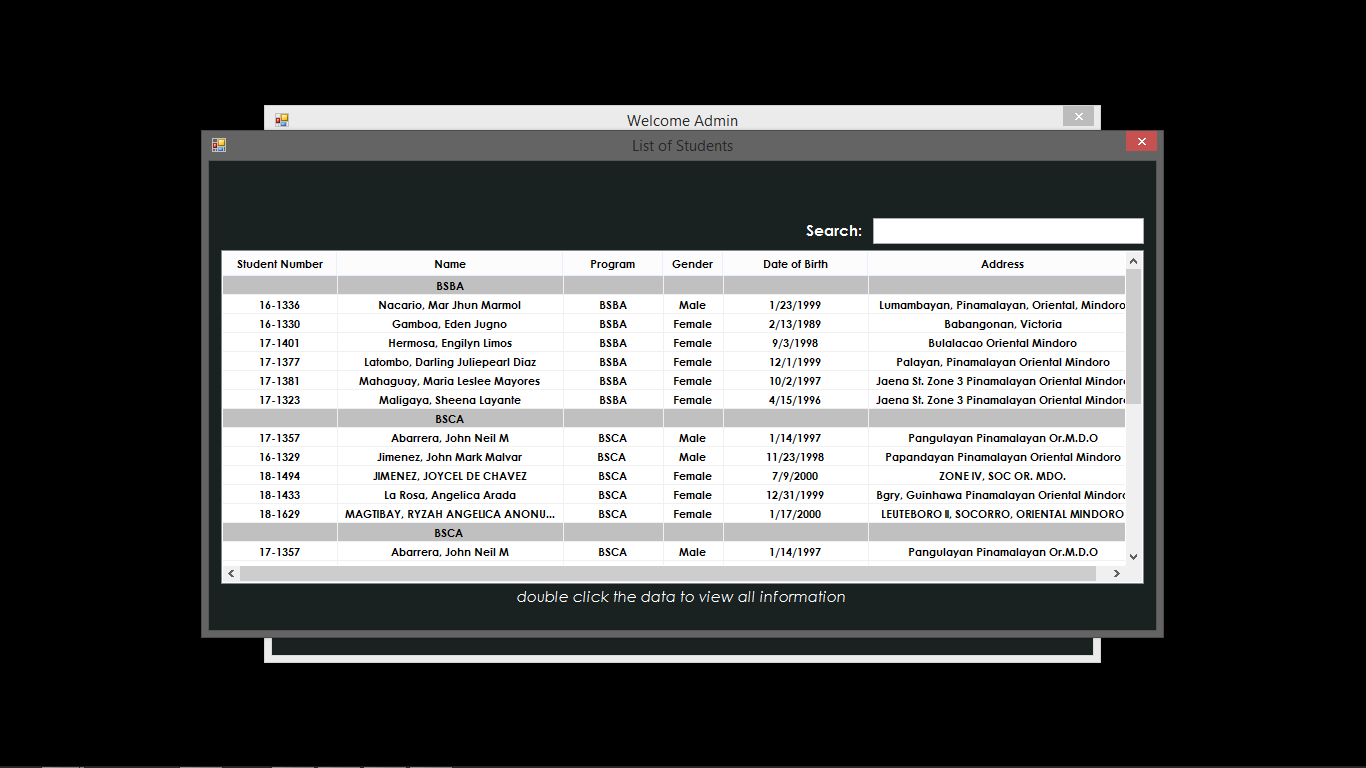 Welcome Admin
List of Students
Search:
Student Number Name Program Gender Date of Birth Address
BSBA
16-1336 Nacario, Mar Jhun Marmol BSBA Male 1/23/1999 Lumambayan, Pinamalayan, Oriental, Mindoro
16-1330 Gamboa, Eden Jugno BSBA Female 2/13/1989 Babangonan, Victoria
17-1401 Hermosa, Engilyn Limos BSBA Female 9/3/1998 Bulalacao Oriental Mindoro
17-1377 Latombo, Darling Juliepearl Diaz BSBA Female 12/1/1999 Palayan, Pinamalayan Oriental Mindoro
17-1381 Mahaguay, Maria Leslee Mayores BSBA Female 10/2/1997 Jaena St. Zone 3 Pinamalayan Oriental Mindoro
17-1323 Maligaya, Sheena Layante BSBA Female 4/15/1996 Jaena St. Zone 3 Pinamalayan Oriental Mindoro
BSCA
17-1357 Abarrera, John Neil M BSCA Male 1/14/1997 Pangulayan Pinamalayan Or.M.D.O
16-1329 Jimenez, John Mark Malvar BSCA Male 11/23/1998 Papandayan Pinamalayan Oriental Mindoro
18-1494 JIMENEZ, JOYCEL DE CHAVEZ BSCA Female 7/9/2000 ZONE IV, SOC OR. MDO.
18-1433 La Rosa, Angelica Arada BSCA Female 12/31/1999 Bgry, Guinhawa Pinamalayan Oriental Mindoro
18-1629 MAGTIBAY, RYZAH ANGELICA ANONU... BSCA Female 1/17/2000 LEUTEBORO II, SOCORRO, ORIENTAL MINDORO
BSCA
17-1357 Abarrera, John Neil M BSCA Male 1/14/1997 Pangulayan Pinamalayan Or.M.D.O
double click the data to view all information